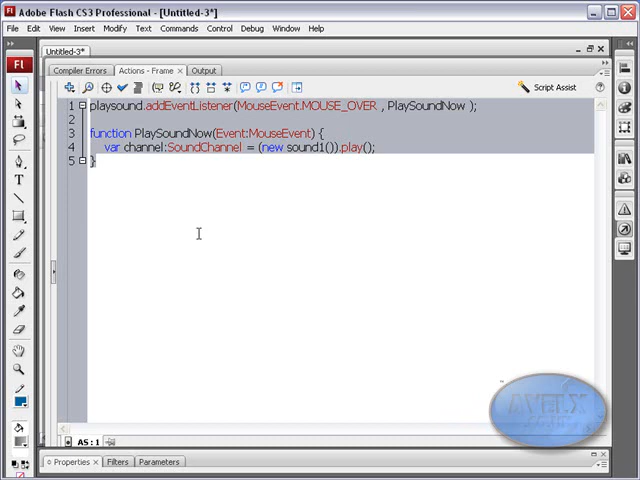 Adobe Flash CS3 Professional - [Untitled-3*]
File Edit View Insert Modify Text Commands Control Debug Window Help
Untitled-3*
Compiler Errors Actions - Frame Output
Script Assist
1 playsound.addEventListener(MouseEvent.MOUSE_OVER , PlaySoundNow );
2
3 function PlaySoundNow(Event:MouseEvent) {
4 var channel:SoundChannel = (new sound1()).play();
5 }
AS: 1
Properties Filters Parameters
Fl
Fl
T